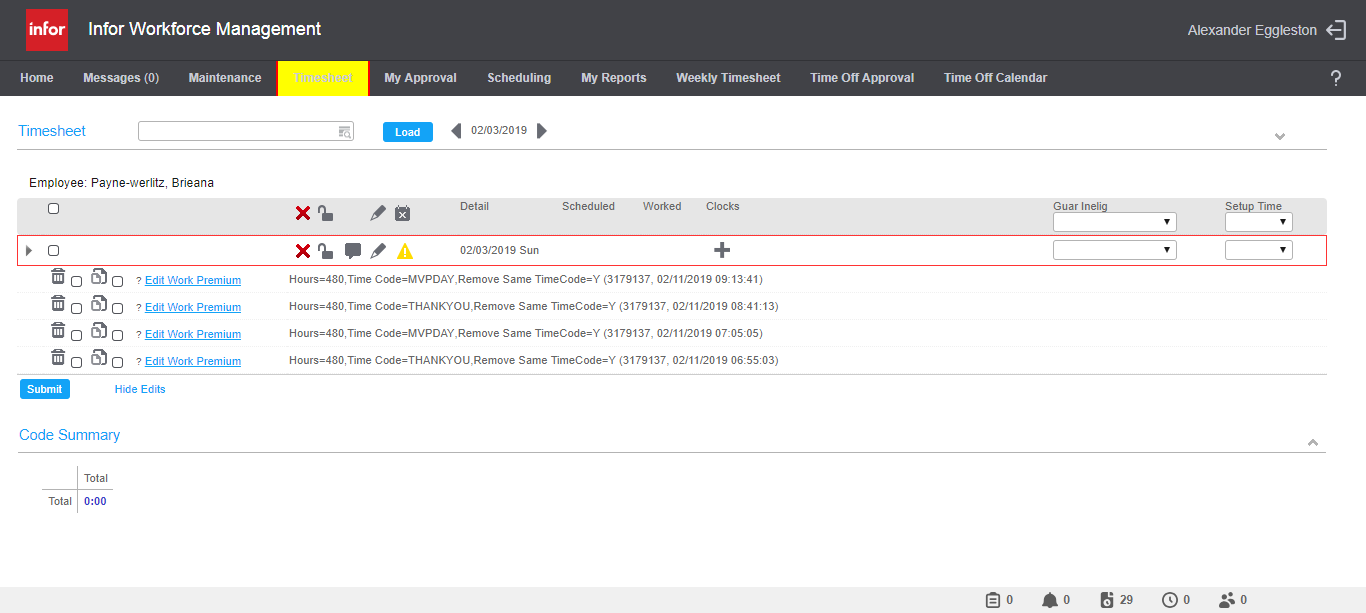 infor Infor Workforce Management Alexander Eggleston
Home Messages (0) Maintenance Timesheet My Approval Scheduling My Reports Weekly Timesheet Time Off Approval Time Off Calendar ?
Timesheet Load 02/03/2019
Employee: Payne-werlitz, Brieana
Detail Scheduled Worked Clocks Guar Inelig Setup Time
02/03/2019 Sun
? Edit Work Premium Hours=480,Time Code=MVPDAY,Remove Same TimeCode=Y (3179137, 02/11/2019 09:13:41)
? Edit Work Premium Hours=480,Time Code=THANKYOU,Remove Same TimeCode=Y (3179137, 02/11/2019 08:41:13)
? Edit Work Premium Hours=480,Time Code=MVPDAY,Remove Same TimeCode=Y (3179137, 02/11/2019 07:05:05)
? Edit Work Premium Hours=480,Time Code=THANKYOU,Remove Same TimeCode=Y (3179137, 02/11/2019 06:55:03)
Submit Hide Edits
Code Summary
Total
Total 0:00
0 0 29 0 0